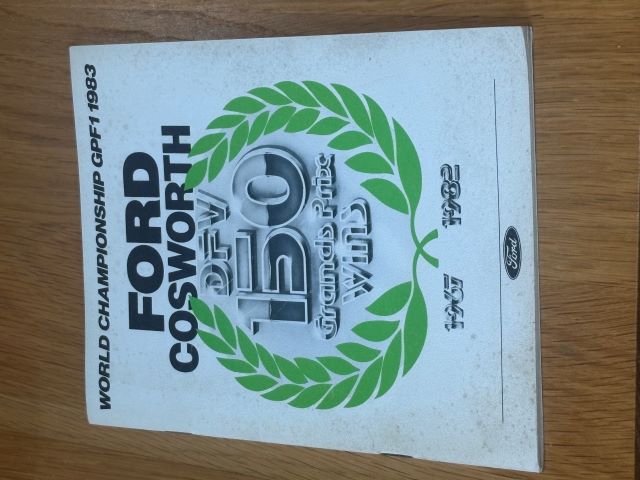 WORLD CHAMPIONSHIP GPF1 1983
FORD
COSWORTH
DFV
150
Grands Prix
Wins
1967 1982
Ford